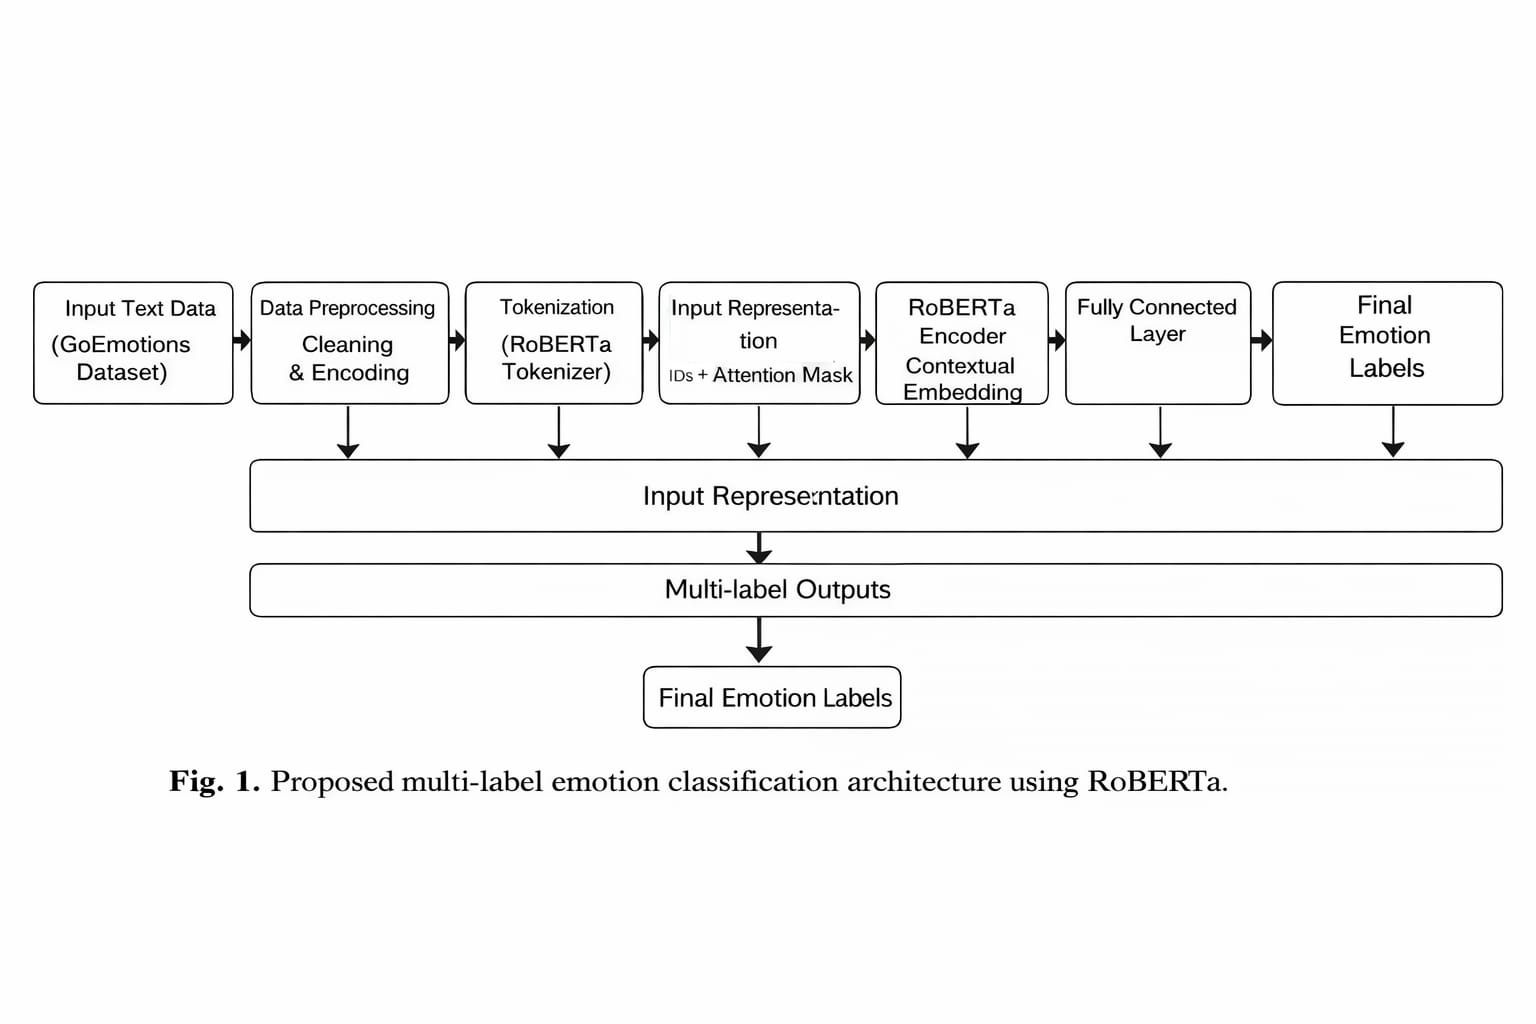 Input Text Data
(GoEmotions
Dataset)
Data Preprocessing
Cleaning
& Encoding
Tokenization
(RoBERTa
Tokenizer)
Input Representa-
tion
IDs + Attention Mask
RoBERTa
Encoder
Contextual
Embedding
Fully Connected
Layer
Final
Emotion
Labels
Input Representation
Multi-label Outputs
Final Emotion Labels
Fig. 1. Proposed multi-label emotion classification architecture using RoBERTa.